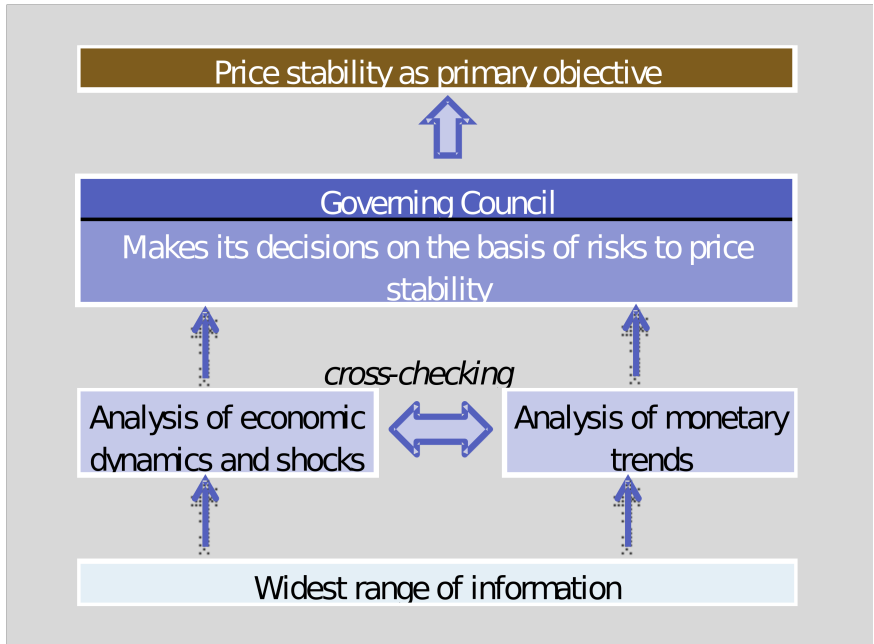 Price stability as primary objective
Governing Council
Makes its decisions on the basis of risks to price
stability
cross-checking
Analysis of economic
dynamics and shocks
Analysis of monetary
trends
Widest range of information